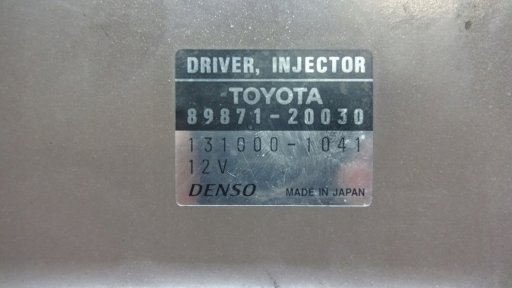 DRIVER, INJECTOR
TOYOTA
89871-20030
131000-1041
12V
DENSO MADE IN JAPAN